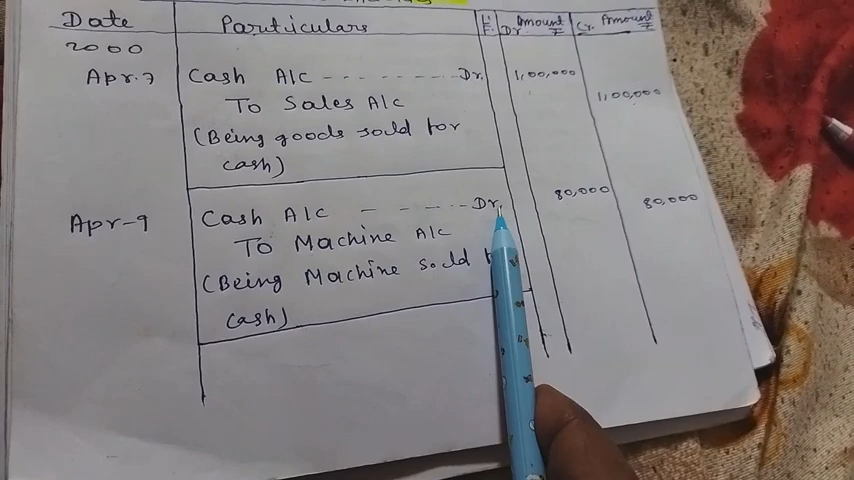 Date Particulars L. F. Amount Dr. ₹ Amount Cr. ₹
2000
Apr. 7 Cash A/c - - - - - - - - - Dr. 1,00,000
To Sales A/c 1,00,000
(Being goods sold for
cash)
Apr-9 Cash A/c - - - - - - Dr. 80,000
To Machine A/c 80,000
(Being Machine sold
cash)